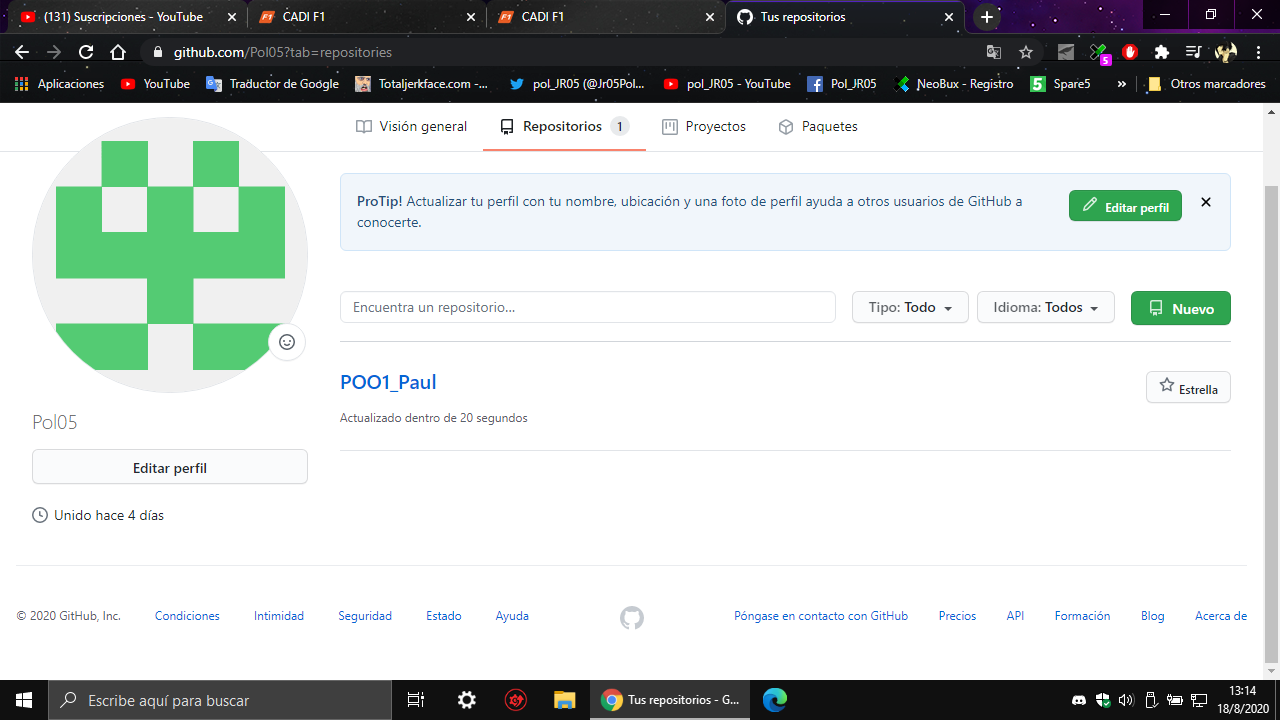 (131) Suscripciones - YouTube
CADI F1
CADI F1
Tus repositorios
github.com/Pol05?tab=repositories
5
Aplicaciones
YouTube
Traductor de Google
Totaljerkface.com -...
pol_JR05 (@Jr05Pol...
pol_JR05 - YouTube
Pol_JR05
NeoBux - Registro
Spare5
»
Otros marcadores
Visión general
Repositorios 1
Proyectos
Paquetes
ProTip! Actualizar tu perfil con tu nombre, ubicación y una foto de perfil ayuda a otros usuarios de GitHub a
conocerte.
Editar perfil
Encuentra un repositorio...
Tipo: Todo
Idioma: Todos
Nuevo
POO1_Paul
Estrella
Actualizado dentro de 20 segundos
Pol05
Editar perfil
Unido hace 4 días
© 2020 GitHub, Inc.
Condiciones
Intimidad
Seguridad
Estado
Ayuda
Póngase en contacto con GitHub
Precios
API
Formación
Blog
Acerca de
Escribe aquí para buscar
Tus repositorios - G...
13:14
18/8/2020